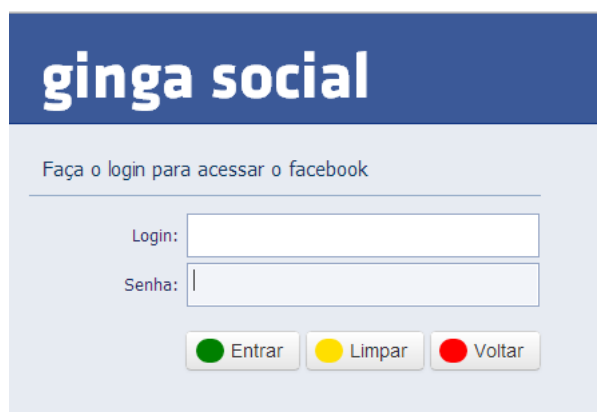 ginga social
Faça o login para acessar o facebook
Login:
Senha:
Entrar Limpar Voltar